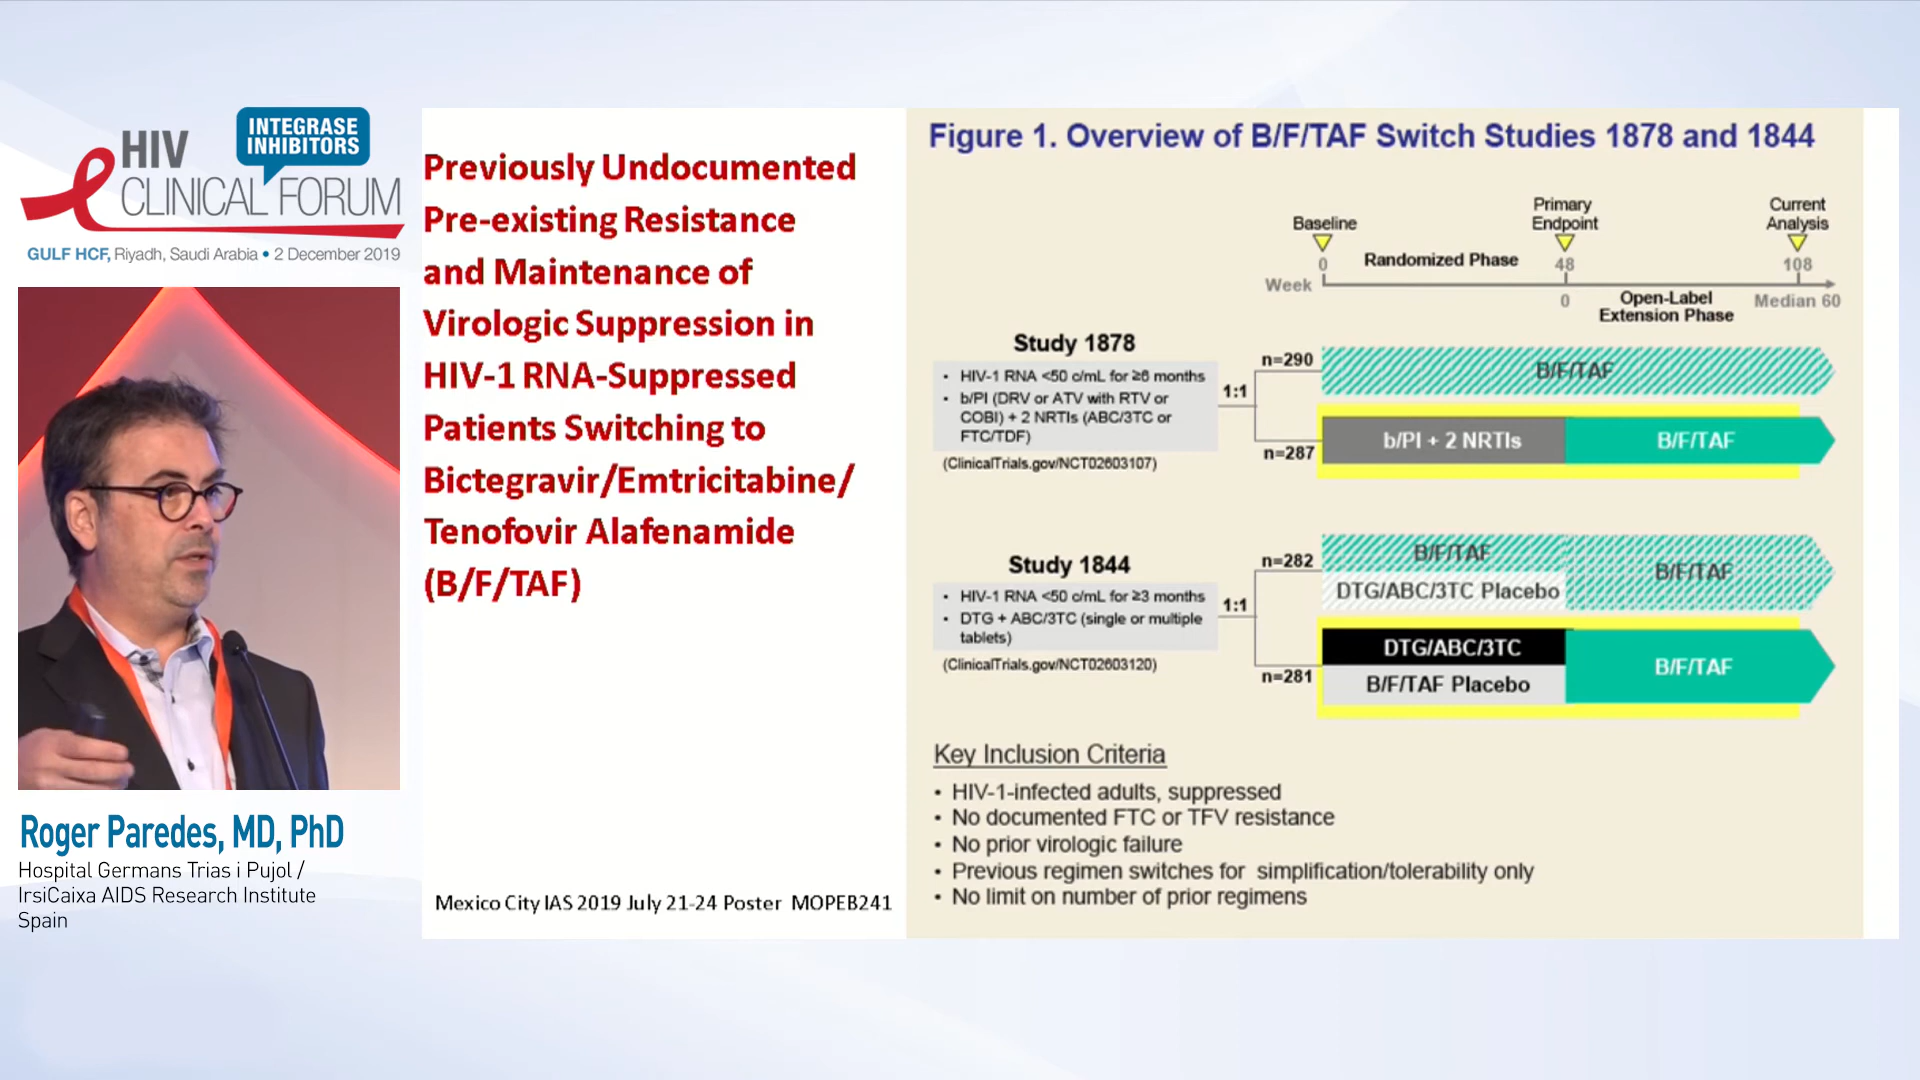 HIV
INTEGRASE
INHIBITORS
CLINICAL FORUM
GULF HCF, Riyadh, Saudi Arabia • 2 December 2019
Roger Paredes, MD, PhD
Hospital Germans Trias i Pujol /
IrsiCaixa AIDS Research Institute
Spain
Previously Undocumented
Pre-existing Resistance
and Maintenance of
Virologic Suppression in
HIV-1 RNA-Suppressed
Patients Switching to
Bictegravir/Emtricitabine/
Tenofovir Alafenamide
(B/F/TAF)
Mexico City IAS 2019 July 21-24 Poster MOPEB241
Figure 1. Overview of B/F/TAF Switch Studies 1878 and 1844
Baseline
Primary
Endpoint
Current
Analysis
0
Randomized Phase
48
108
Week
0
Open-Label
Extension Phase
Median 60
Study 1878
• HIV-1 RNA <50 c/mL for ≥6 months
• b/PI (DRV or ATV with RTV or
COBI) + 2 NRTIs (ABC/3TC or
FTC/TDF)
(ClinicalTrials.gov/NCT02603107)
1:1
n=290
B/F/TAF
n=287
b/PI + 2 NRTIs
B/F/TAF
Study 1844
• HIV-1 RNA <50 c/mL for ≥3 months
• DTG + ABC/3TC (single or multiple
tablets)
(ClinicalTrials.gov/NCT02603120)
1:1
n=282
B/F/TAF
DTG/ABC/3TC Placebo
B/F/TAF
n=281
DTG/ABC/3TC
B/F/TAF Placebo
B/F/TAF
Key Inclusion Criteria
• HIV-1-infected adults, suppressed
• No documented FTC or TFV resistance
• No prior virologic failure
• Previous regimen switches for simplification/tolerability only
• No limit on number of prior regimens